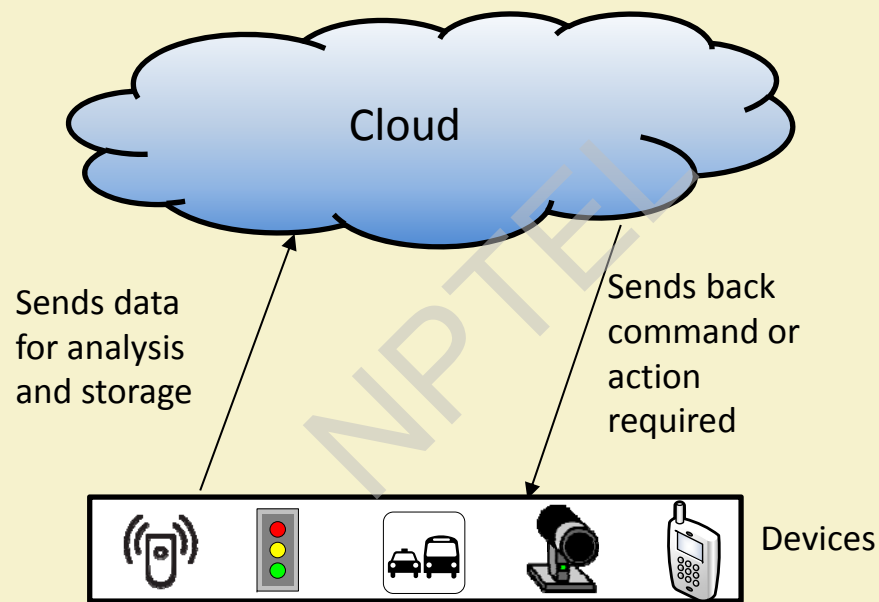 Cloud
Sends data
for analysis
and storage
Sends back
command or
action
required
NPTEL
Devices